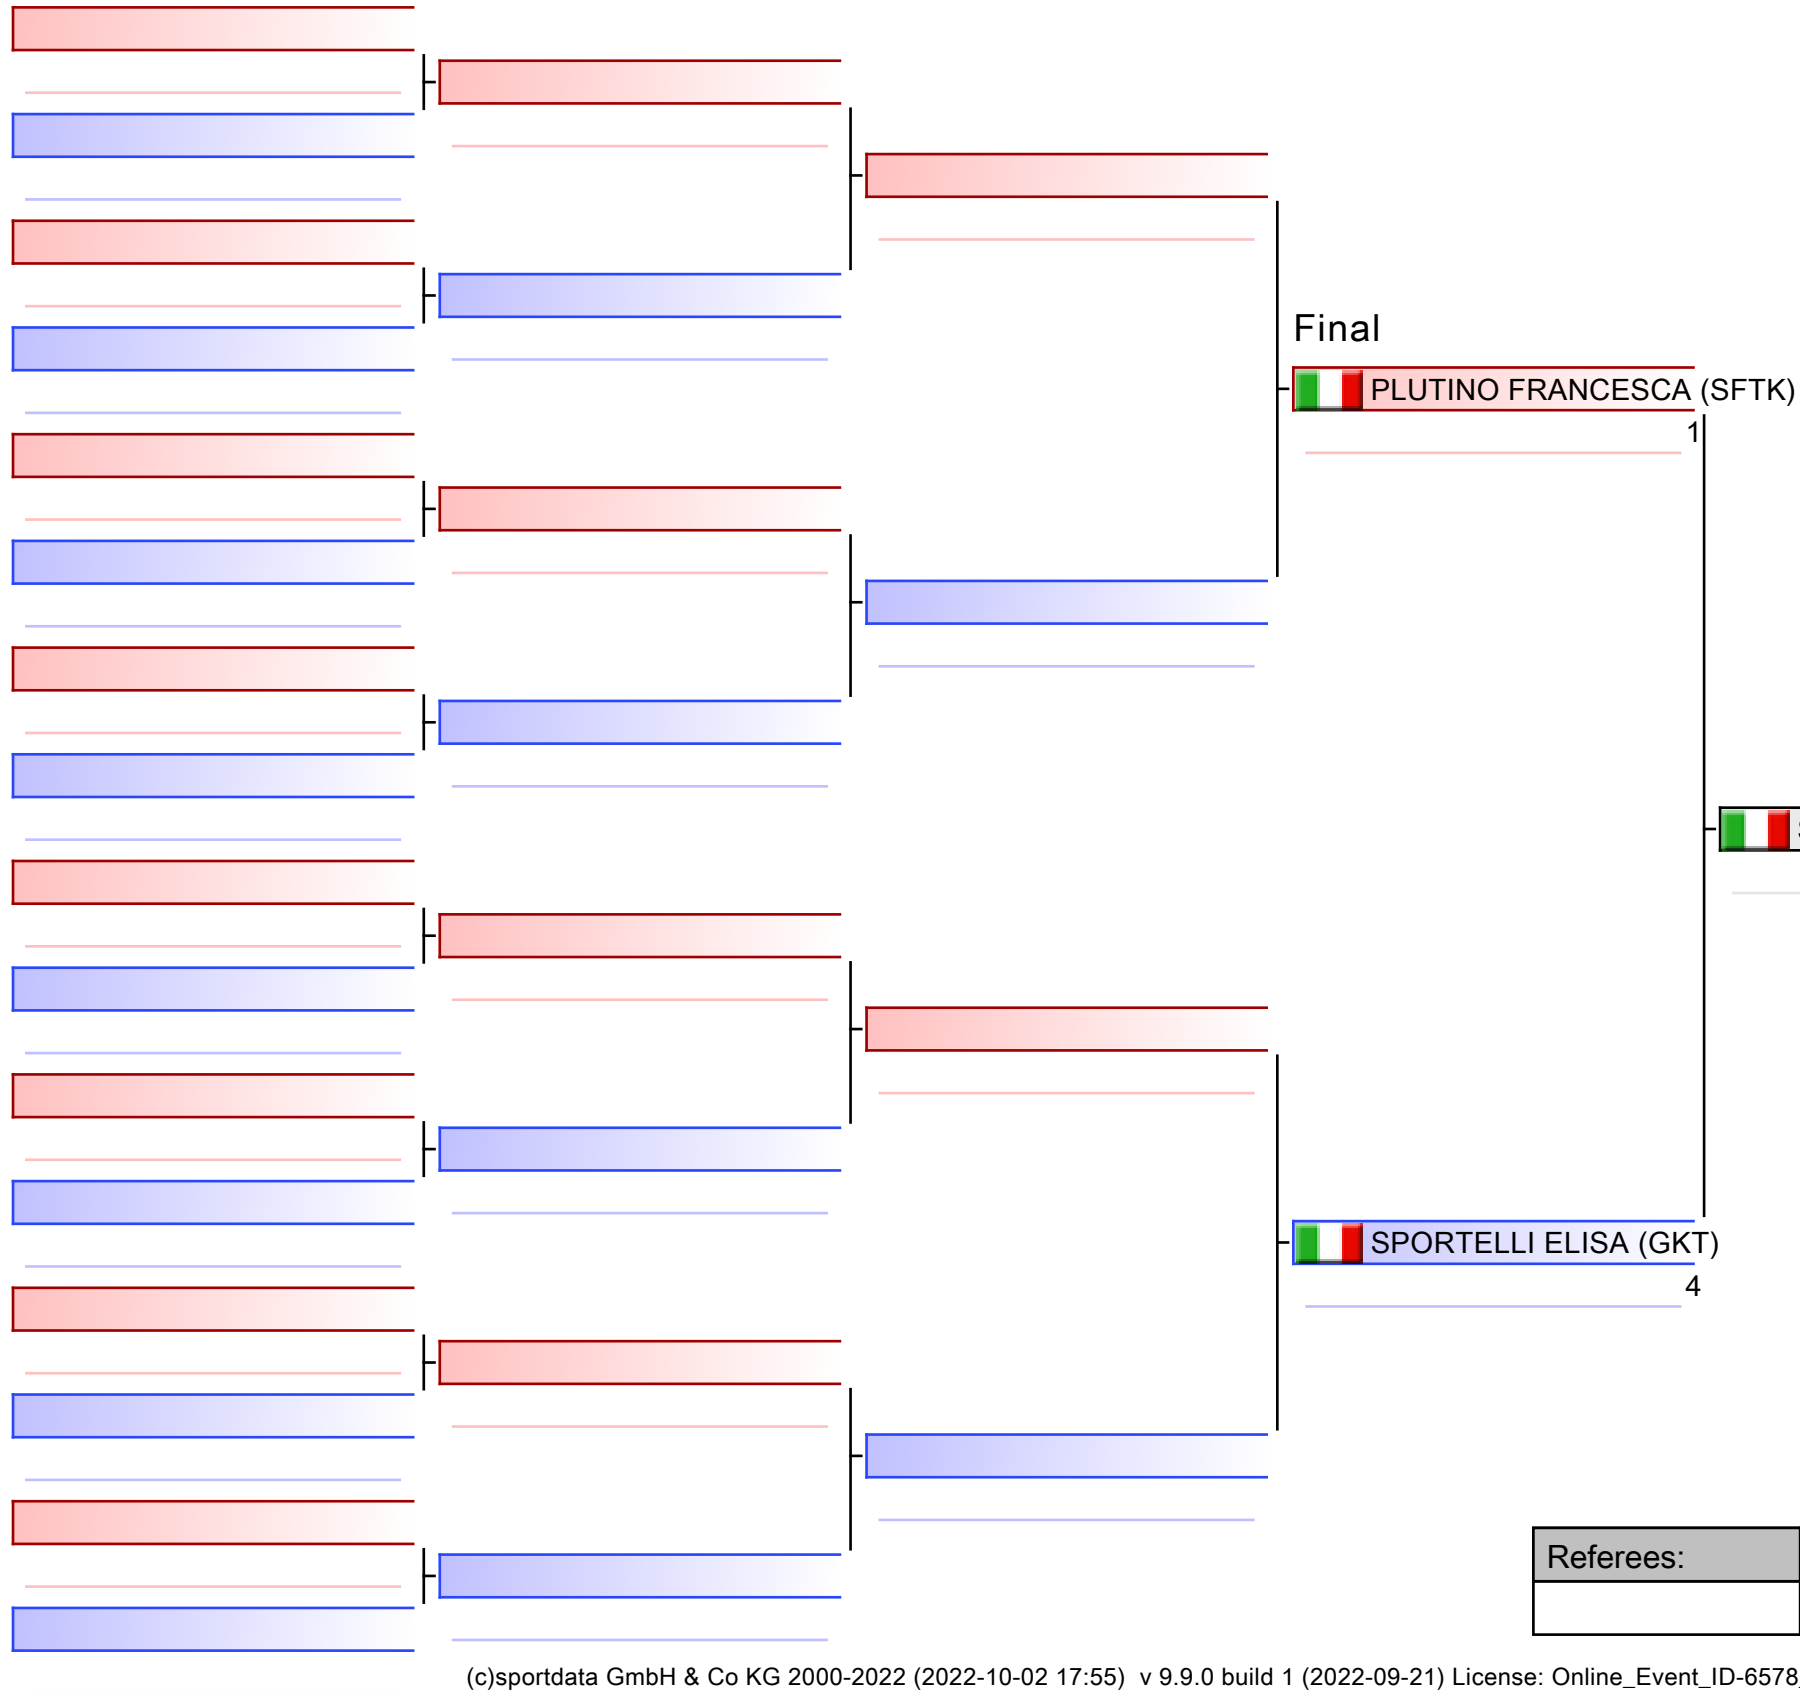 Final
PLUTINO FRANCESCA (SFTK)
1
SPORTELLI ELISA (GKT)
4
Referees:
(c)sportdata GmbH & Co KG 2000-2022 (2022-10-02 17:55) v 9.9.0 build 1 (2022-09-21) License: Online_Event_ID-6578